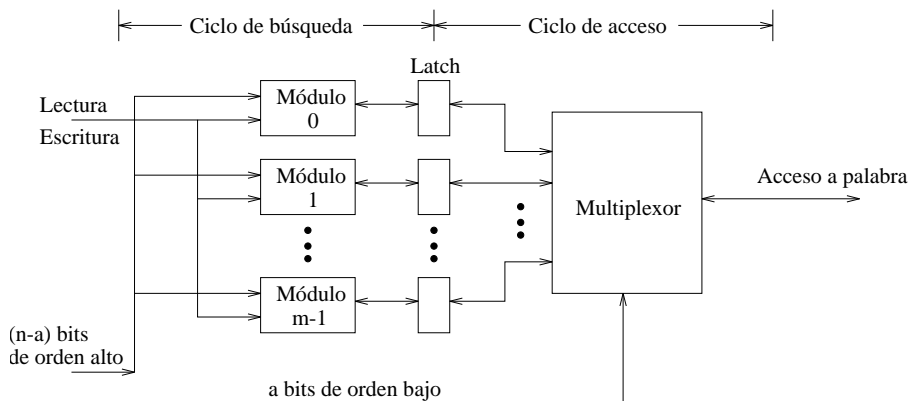 Ciclo de búsqueda
Ciclo de acceso
Latch
Lectura
Escritura
Módulo
0
Módulo
1
Módulo
m-1
Multiplexor
Acceso a palabra
(n-a) bits
de orden alto
a bits de orden bajo